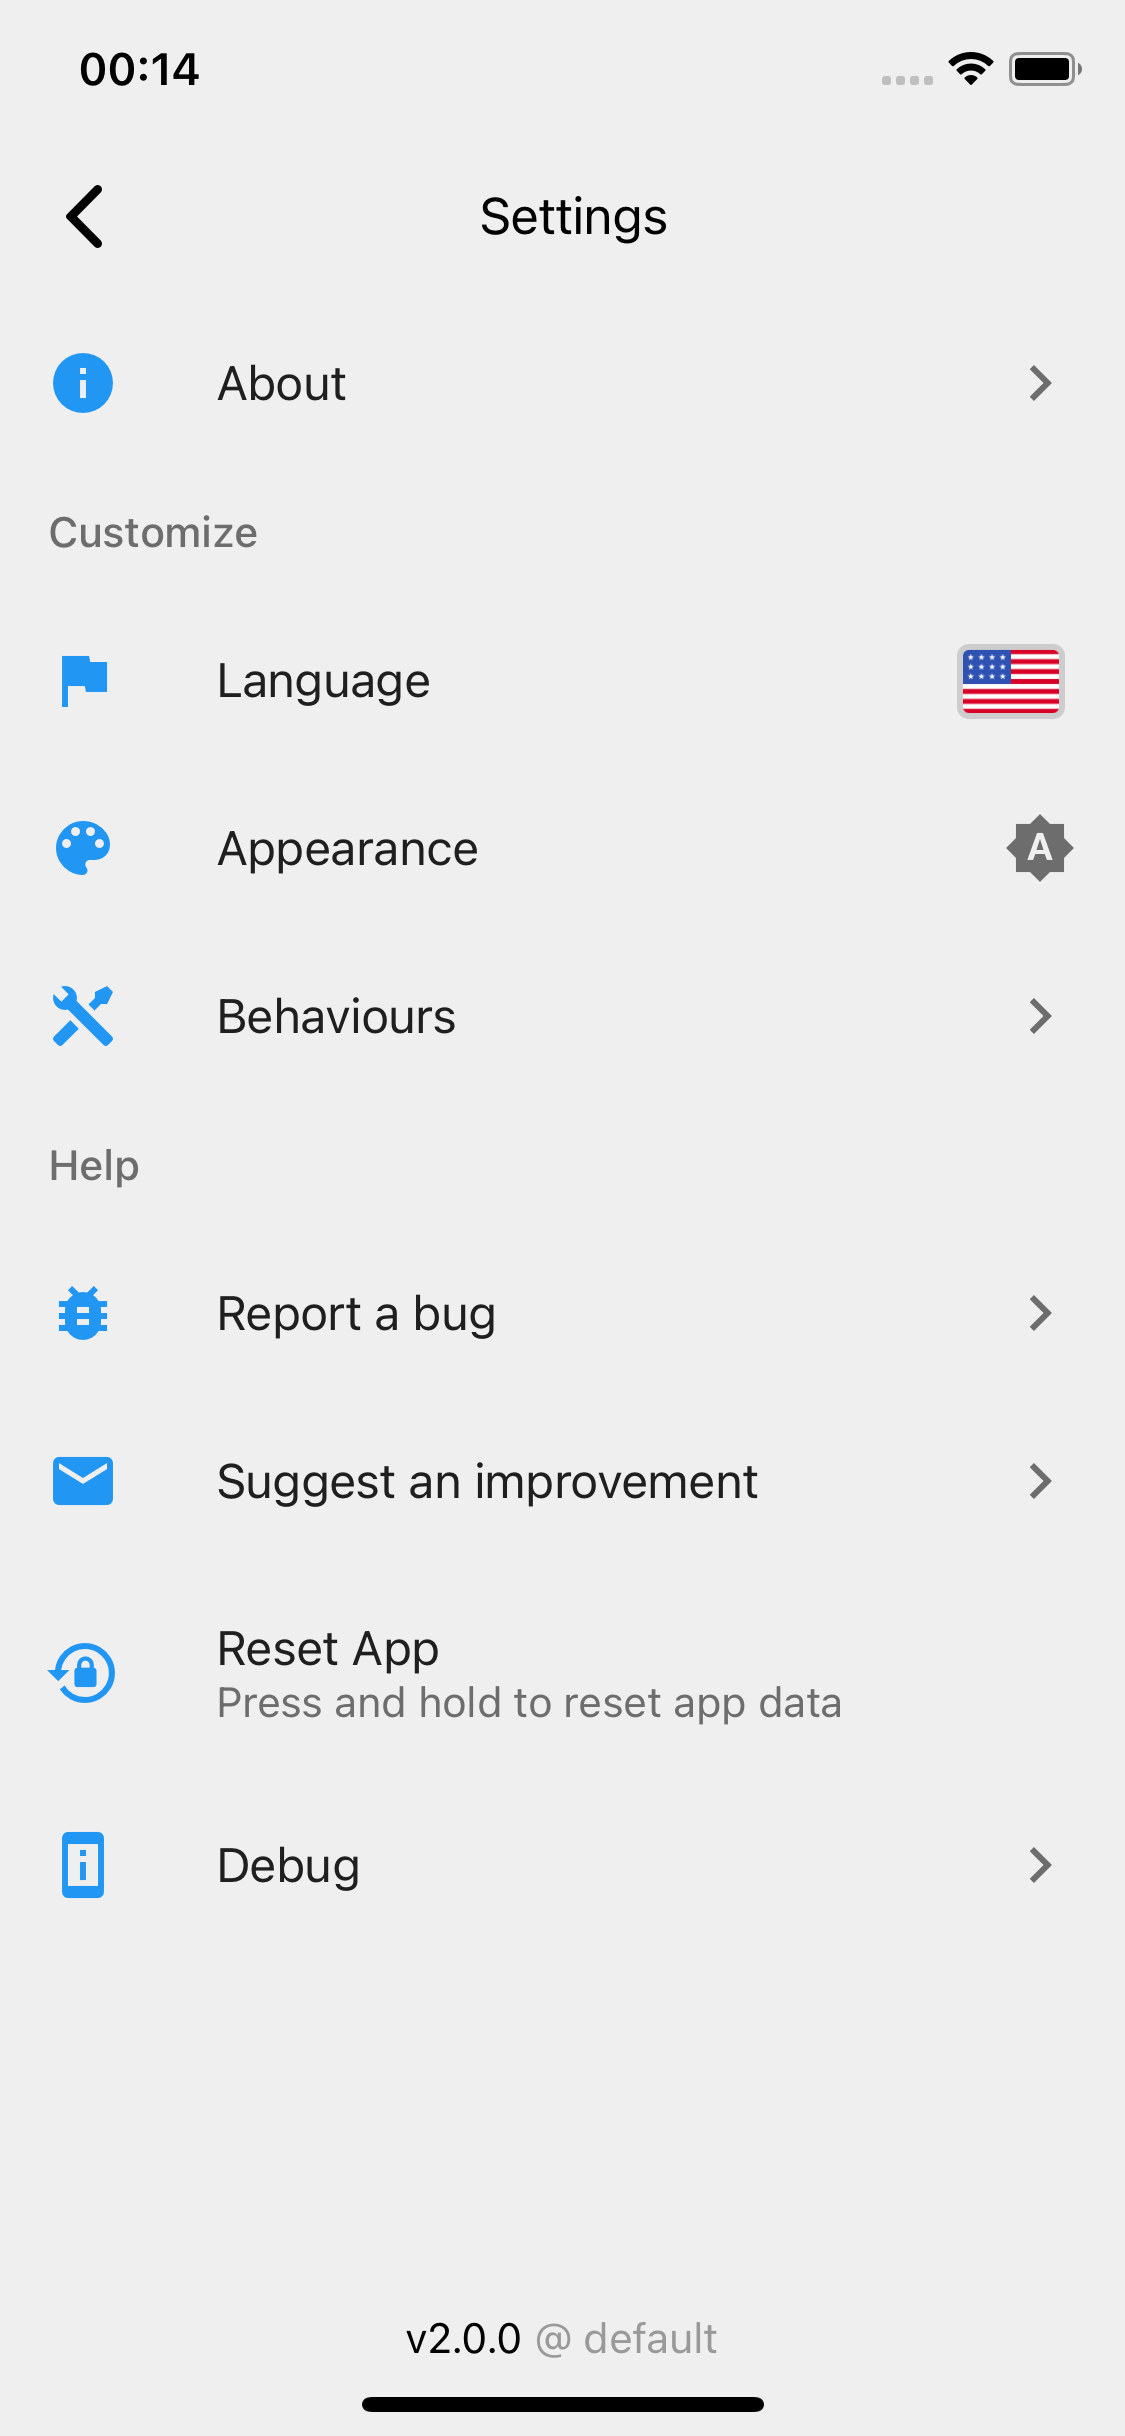 00:14
Settings
About
Customize
Language
Appearance
A
Behaviours
Help
Report a bug
Suggest an improvement
Reset App
Press and hold to reset app data
Debug
v2.0.0 @ default